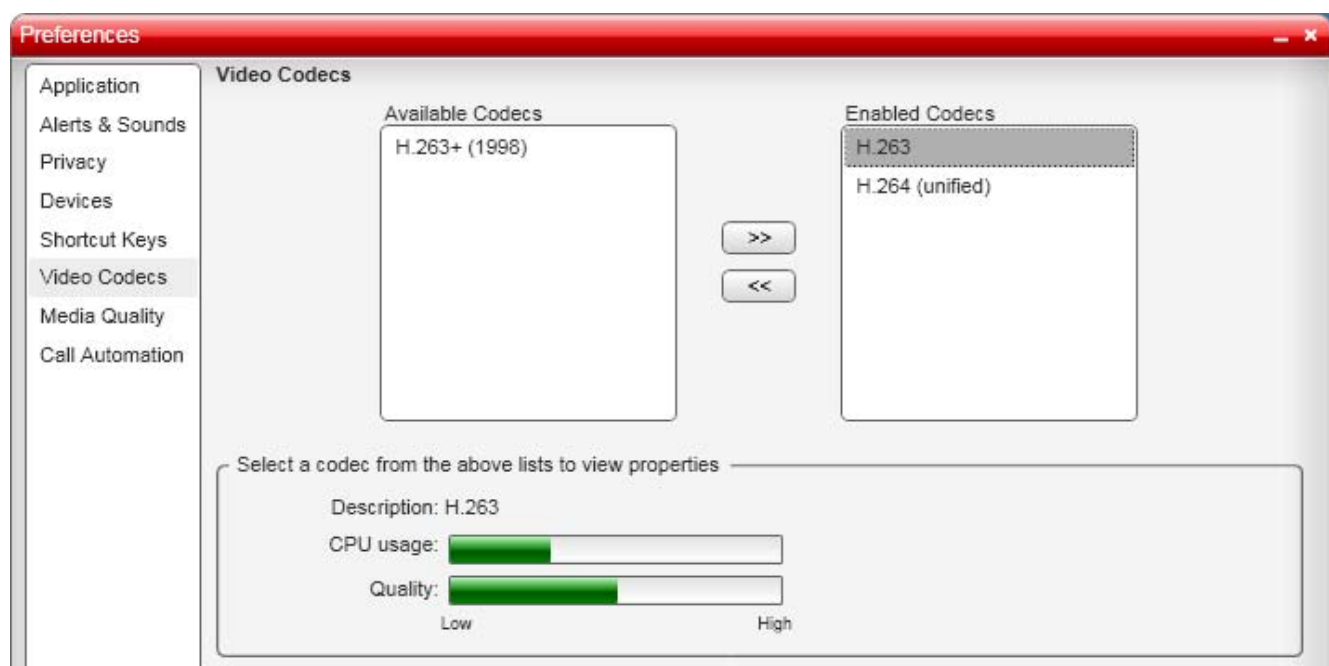 Preferences
Application
Alerts & Sounds
Privacy
Devices
Shortcut Keys
Video Codecs
Media Quality
Call Automation
Video Codecs
Available Codecs
H.263+ (1998)
>>
<<
Enabled Codecs
H.263
H.264 (unified)
Select a codec from the above lists to view properties
Description: H.263
CPU usage:
Quality:
Low High